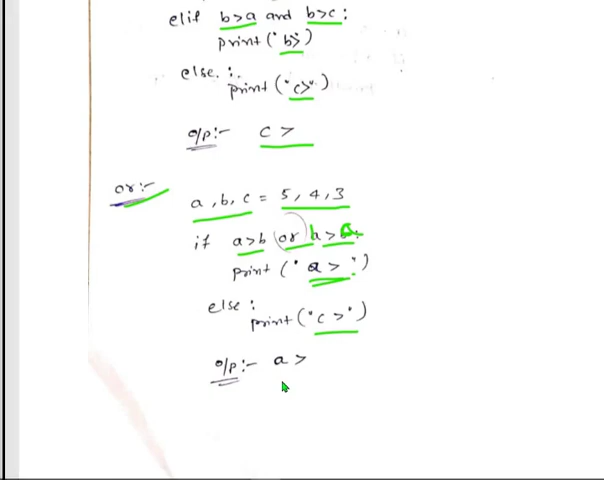 elif b>a and b>c:
print("b>")
else:
print("c>")
o/p:- c >
or:-
a, b, c = 5, 4, 3
if a>b or b>
print("a >")
else:
print("c >")
o/p:- a >